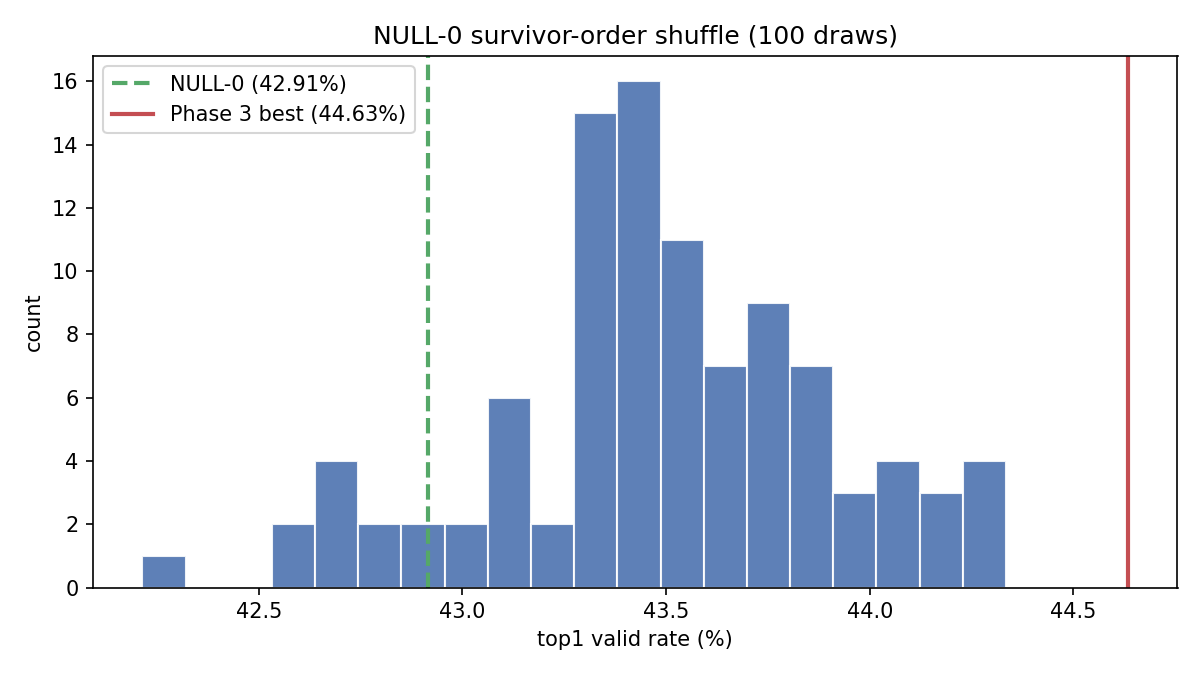 NULL-0 survivor-order shuffle (100 draws)
NULL-0 (42.91%)
Phase 3 best (44.63%)
16
14
12
10
8
6
4
2
0
count
42.5 43.0 43.5 44.0 44.5
top1 valid rate (%)